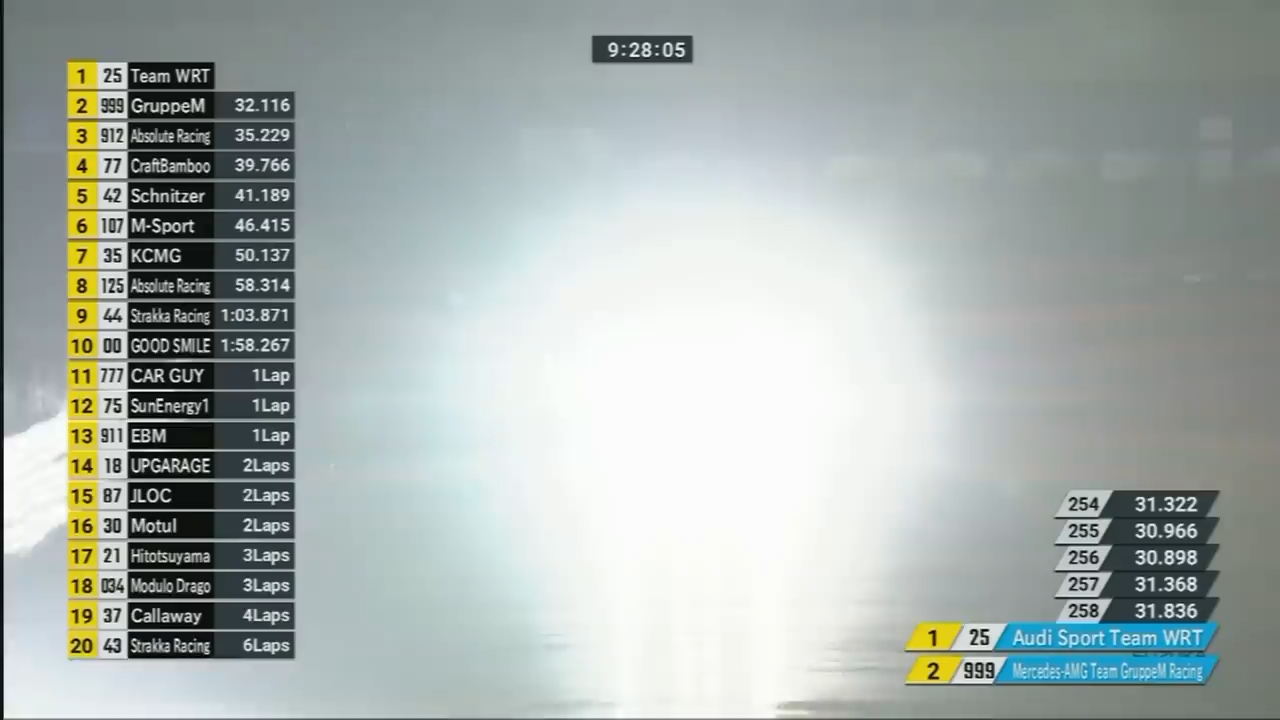 9:28:05
1 25 Team WRT
2 999 GruppeM 32.116
3 912 Absolute Racing 35.229
4 77 CraftBamboo 39.766
5 42 Schnitzer 41.189
6 107 M-Sport 46.415
7 35 KCMG 50.137
8 125 Absolute Racing 58.314
9 44 Strakka Racing 1:03.871
10 00 GOOD SMILE 1:58.267
11 777 CAR GUY 1Lap
12 75 SunEnergy1 1Lap
13 911 EBM 1Lap
14 18 UPGARAGE 2Laps
15 87 JLOC 2Laps
16 30 Motul 2Laps
17 21 Hitotsuyama 3Laps
18 034 Modulo Drago 3Laps
19 37 Callaway 4Laps
20 43 Strakka Racing 6Laps
254 31.322
255 30.966
256 30.898
257 31.368
258 31.836
1 25 Audi Sport Team WRT
2 999 Mercedes-AMG Team GruppeM Racing